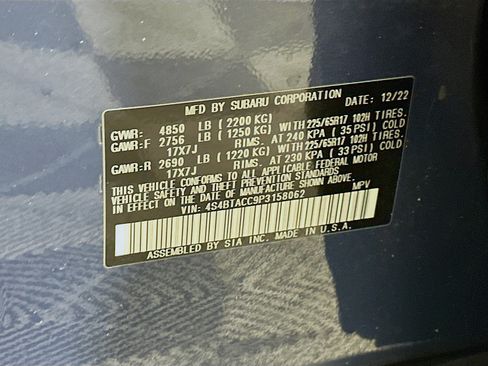 MFD BY SUBARU CORPORATION DATE: 12/22
GVWR: 4850 LB (2200 KG)
GAWR:F 2756 LB (1250 KG) WITH 225/65R17 102H TIRES.
17X7J RIMS. AT 240 KPA (35 PSI) COLD
GAWR:R 2690 LB (1220 KG) WITH 225/65R17 102H TIRES.
17X7J RIMS. AT 230 KPA (33 PSI) COLD
THIS VEHICLE CONFORMS TO ALL APPLICABLE FEDERAL MOTOR
VEHICLE SAFETY AND THEFT PREVENTION STANDARDS
IN EFFECT ON THE DATE OF MANUFACTURE SHOWN ABOVE.
VIN: 4S4BTACC9P3158062 MPV
ASSEMBLED BY SIA INC. MADE IN U.S.A.